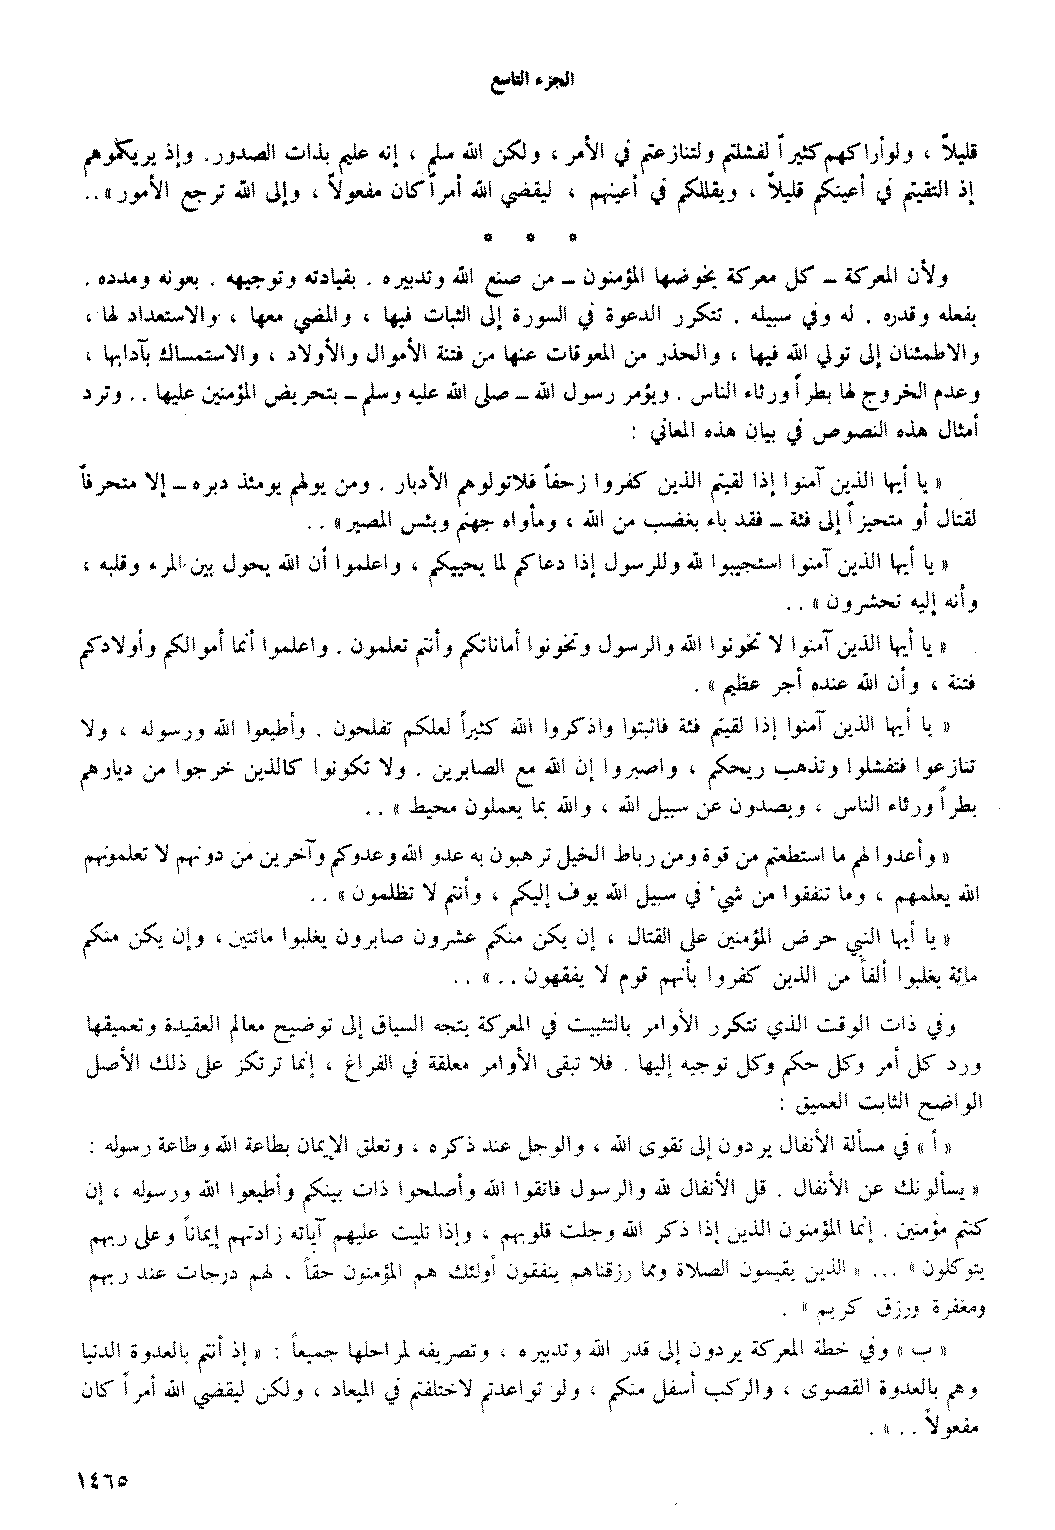 الجزء التاسع
قليلاً ، ولو أراكهم كثيراً لفشلتم ولتنازعتم في الأمر ، ولكن الله سلم ، إنه عليم بذات الصدور. وإذ يريكموهم
إذ التقيتم في أعينكم قليلاً ، ويقللكم في أعينهم ، ليقضي الله أمراً كان مفعولاً ، وإلى الله ترجع الأمور » ..
* * *
ولأن المعركة – كل معركة يخوضها المؤمنون – من صنع الله وتدبيره . بقيادته وتوجيهه . بعونه ومدده .
بفعله وقدره . له وفي سبيله . تتكرر الدعوة في السورة إلى الثبات فيها ، والمضي معها ، والاستعداد لها ،
والاطمئنان إلى تولي الله فيها ، والحذر من المعوقات عنها من فتنة الأموال والأولاد ، والاستمساك بآدابها ،
وعدم الخروج لها بطراً ورئاء الناس . ويؤمر رسول الله – صلى الله عليه وسلم – بتحريض المؤمنين عليها .. وترد
أمثال هذه النصوص في بيان هذه المعاني :
« يا أيها الذين آمنوا إذا لقيتم الذين كفروا زحفاً فلا تولوهم الأدبار . ومن يولهم يومئذ دبره – إلا متحرفاً
لقتال أو متحيزاً إلى فئة – فقد باء بغضب من الله ، ومأواه جهنم وبئس المصير » ..
« يا أيها الذين آمنوا استجيبوا لله وللرسول إذا دعاكم لما يحييكم ، واعلموا أن الله يحول بين المرء وقلبه ،
وأنه إليه تحشرون » ..
« يا أيها الذين آمنوا لا تخونوا الله والرسول وتخونوا أماناتكم وأنتم تعلمون . واعلموا أنما أموالكم وأولادكم
فتنة ، وأن الله عنده أجر عظيم » .
« يا أيها الذين آمنوا إذا لقيتم فئة فاثبتوا واذكروا الله كثيراً لعلكم تفلحون . وأطيعوا الله ورسوله ، ولا
تنازعوا فتفشلوا وتذهب ريحكم ، واصبروا إن الله مع الصابرين . ولا تكونوا كالذين خرجوا من ديارهم
بطراً ورئاء الناس ، ويصدون عن سبيل الله ، والله بما يعملون محيط » ..
« وأعدوا لهم ما استطعتم من قوة ومن رباط الخيل ترهبون به عدو الله وعدوكم وآخرين من دونهم لا تعلمونهم
الله يعلمهم ، وما تنفقوا من شيء في سبيل الله يوف إليكم ، وأنتم لا تظلمون » ..
« يا أيها النبي حرض المؤمنين على القتال ، إن يكن منكم عشرون صابرون يغلبوا مائتين ، وإن يكن منكم
مائة يغلبوا ألفاً من الذين كفروا بأنهم قوم لا يفقهون .. » ..
وفي ذات الوقت الذي تتكرر الأوامر بالتثبيت في المعركة يتجه السياق إلى توضيح معالم العقيدة وتعميقها
ورد كل أمر وكل حكم وكل توجيه إليها . فلا تبقى الأوامر معلقة في الفراغ ، إنما ترتكز على ذلك الأصل
الواضح الثابت العميق :
« أ » في مسألة الأنفال يردون إلى تقوى الله ، والوجل عند ذكره ، وتعلق الإيمان بطاعة الله وطاعة رسوله :
« يسألونك عن الأنفال . قل الأنفال لله والرسول فاتقوا الله وأصلحوا ذات بينكم وأطيعوا الله ورسوله ، إن
كنتم مؤمنين . إنما المؤمنون الذين إذا ذكر الله وجلت قلوبهم ، وإذا تليت عليهم آياته زادتهم إيماناً وعلى ربهم
يتوكلون » ... « الذين يقيمون الصلاة ومما رزقناهم ينفقون أولئك هم المؤمنون حقاً . لهم درجات عند ربهم
ومغفرة ورزق كريم » .
« ب » وفي خطة المعركة يردون إلى قدر الله وتدبيره ، وتصريفه لمراحلها جميعاً : « إذ أنتم بالعدوة الدنيا
وهم بالعدوة القصوى ، والركب أسفل منكم ، ولو تواعدتم لاختلفتم في الميعاد ، ولكن ليقضي الله أمراً كان
مفعولاً .. » .
١٤٦٥